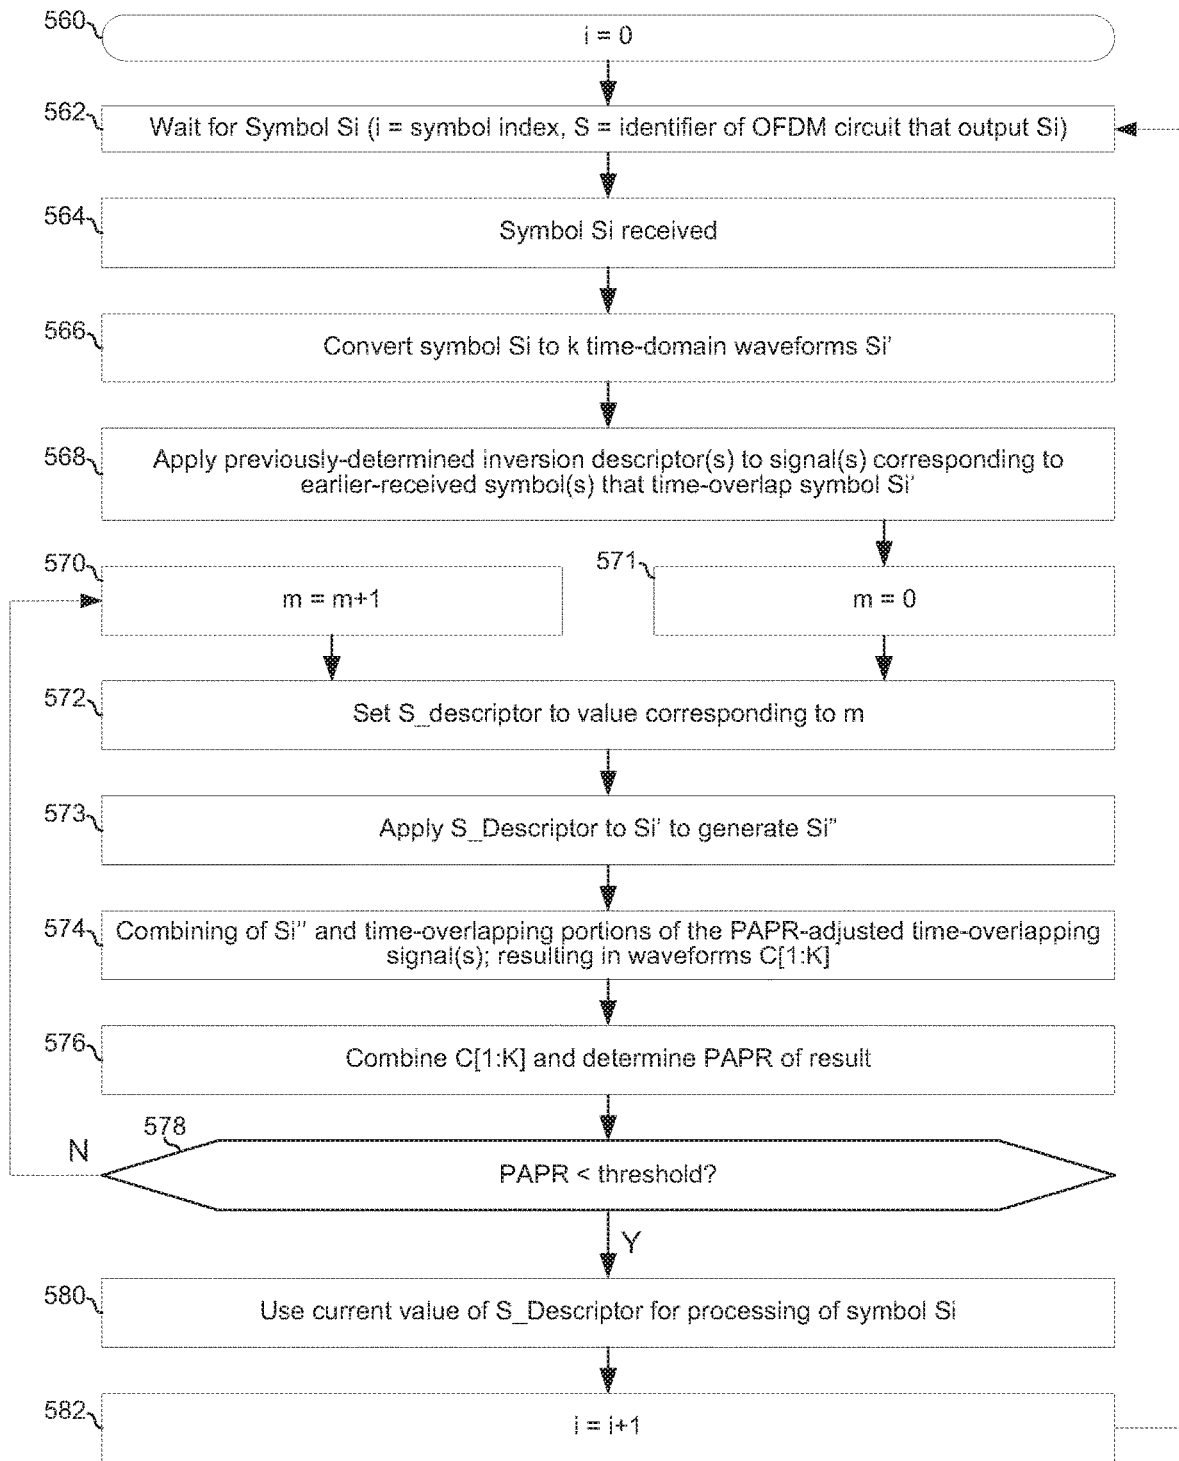 560
i = 0
562
Wait for Symbol Si (i = symbol index, S = identifier of OFDM circuit that output Si)
564
Symbol Si received
566
Convert symbol Si to k time-domain waveforms Si'
568
Apply previously-determined inversion descriptor(s) to signal(s) corresponding to
earlier-received symbol(s) that time-overlap symbol Si'
570
m = m+1
571
m = 0
572
Set S_descriptor to value corresponding to m
573
Apply S_Descriptor to Si' to generate Si"
574
Combining of Si" and time-overlapping portions of the PAPR-adjusted time-overlapping
signal(s); resulting in waveforms C[1:K]
576
Combine C[1:K] and determine PAPR of result
578
N
PAPR < threshold?
Y
580
Use current value of S_Descriptor for processing of symbol Si
582
i = i+1